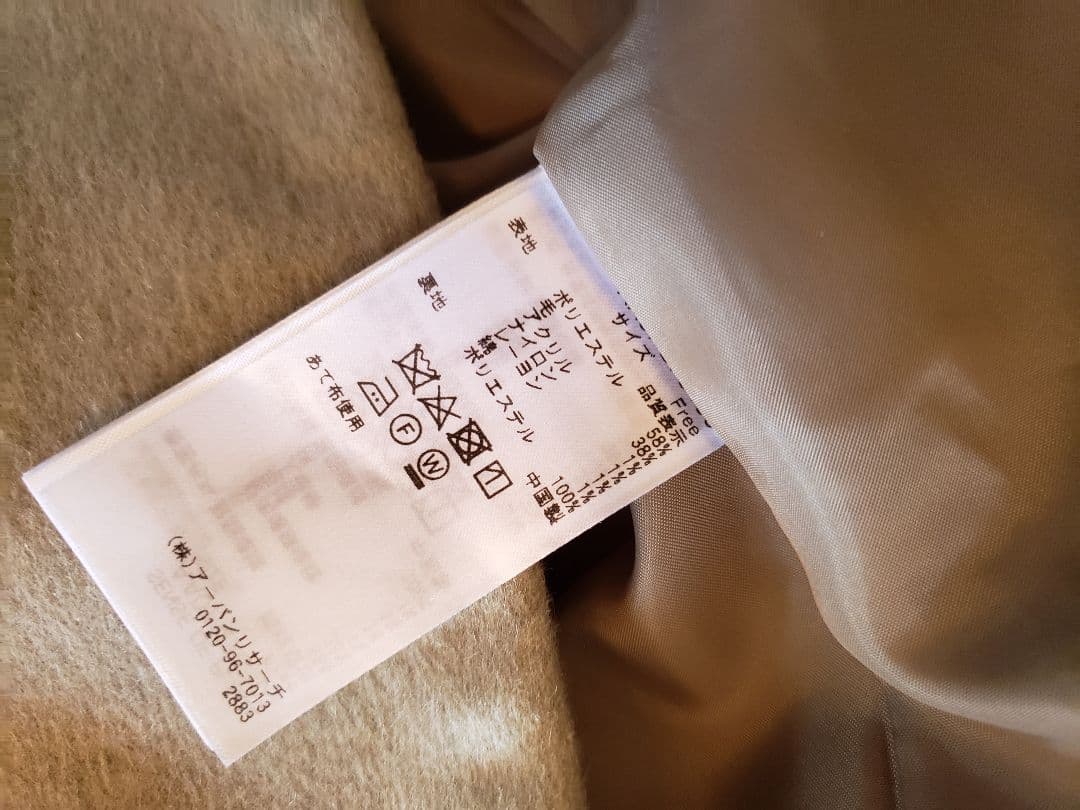 サイズ Free
品質表示
表地 ポリエステル 58%
毛 38%
アクリル 1%
ナイロン 1%
レーヨン 1%
綿 1%
裏地 ポリエステル 100%
中国製
F W
あて布使用
(株)アーバンリサーチ
0120-96-7013
2883